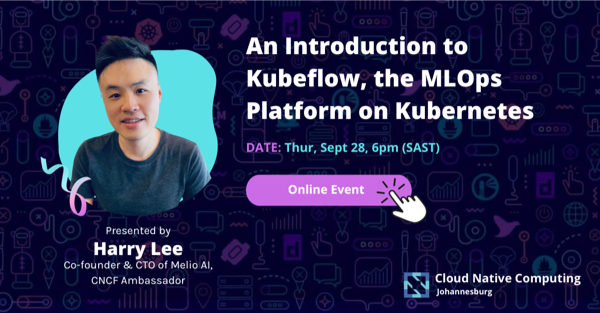 An Introduction to
Kubeflow, the MLOps
Platform on Kubernetes
DATE: Thur, Sept 28, 6pm (SAST)
Online Event
Presented by
Harry Lee
Co-founder & CTO of Melio AI,
CNCF Ambassador
Cloud Native Computing
Johannesburg